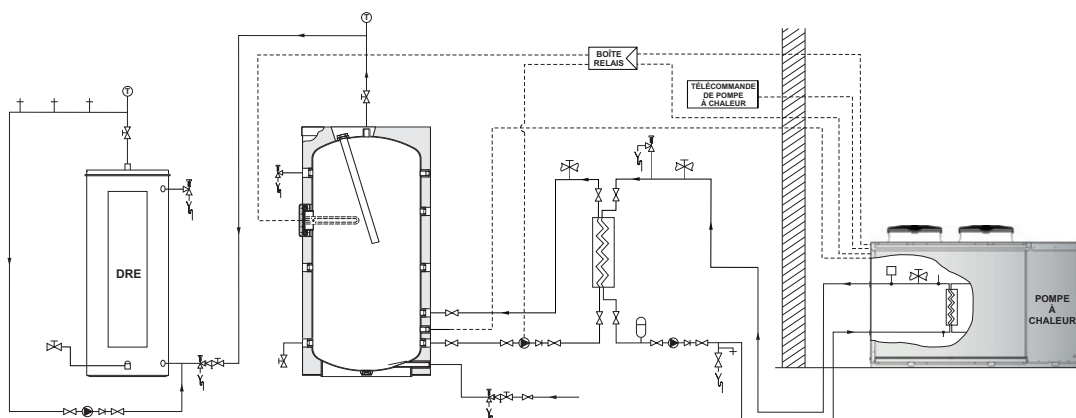 T
T
BOÎTE
RELAIS
TÉLÉCOMMANDE
DE POMPE
À CHALEUR
DRE
POMPE
À
CHALEUR